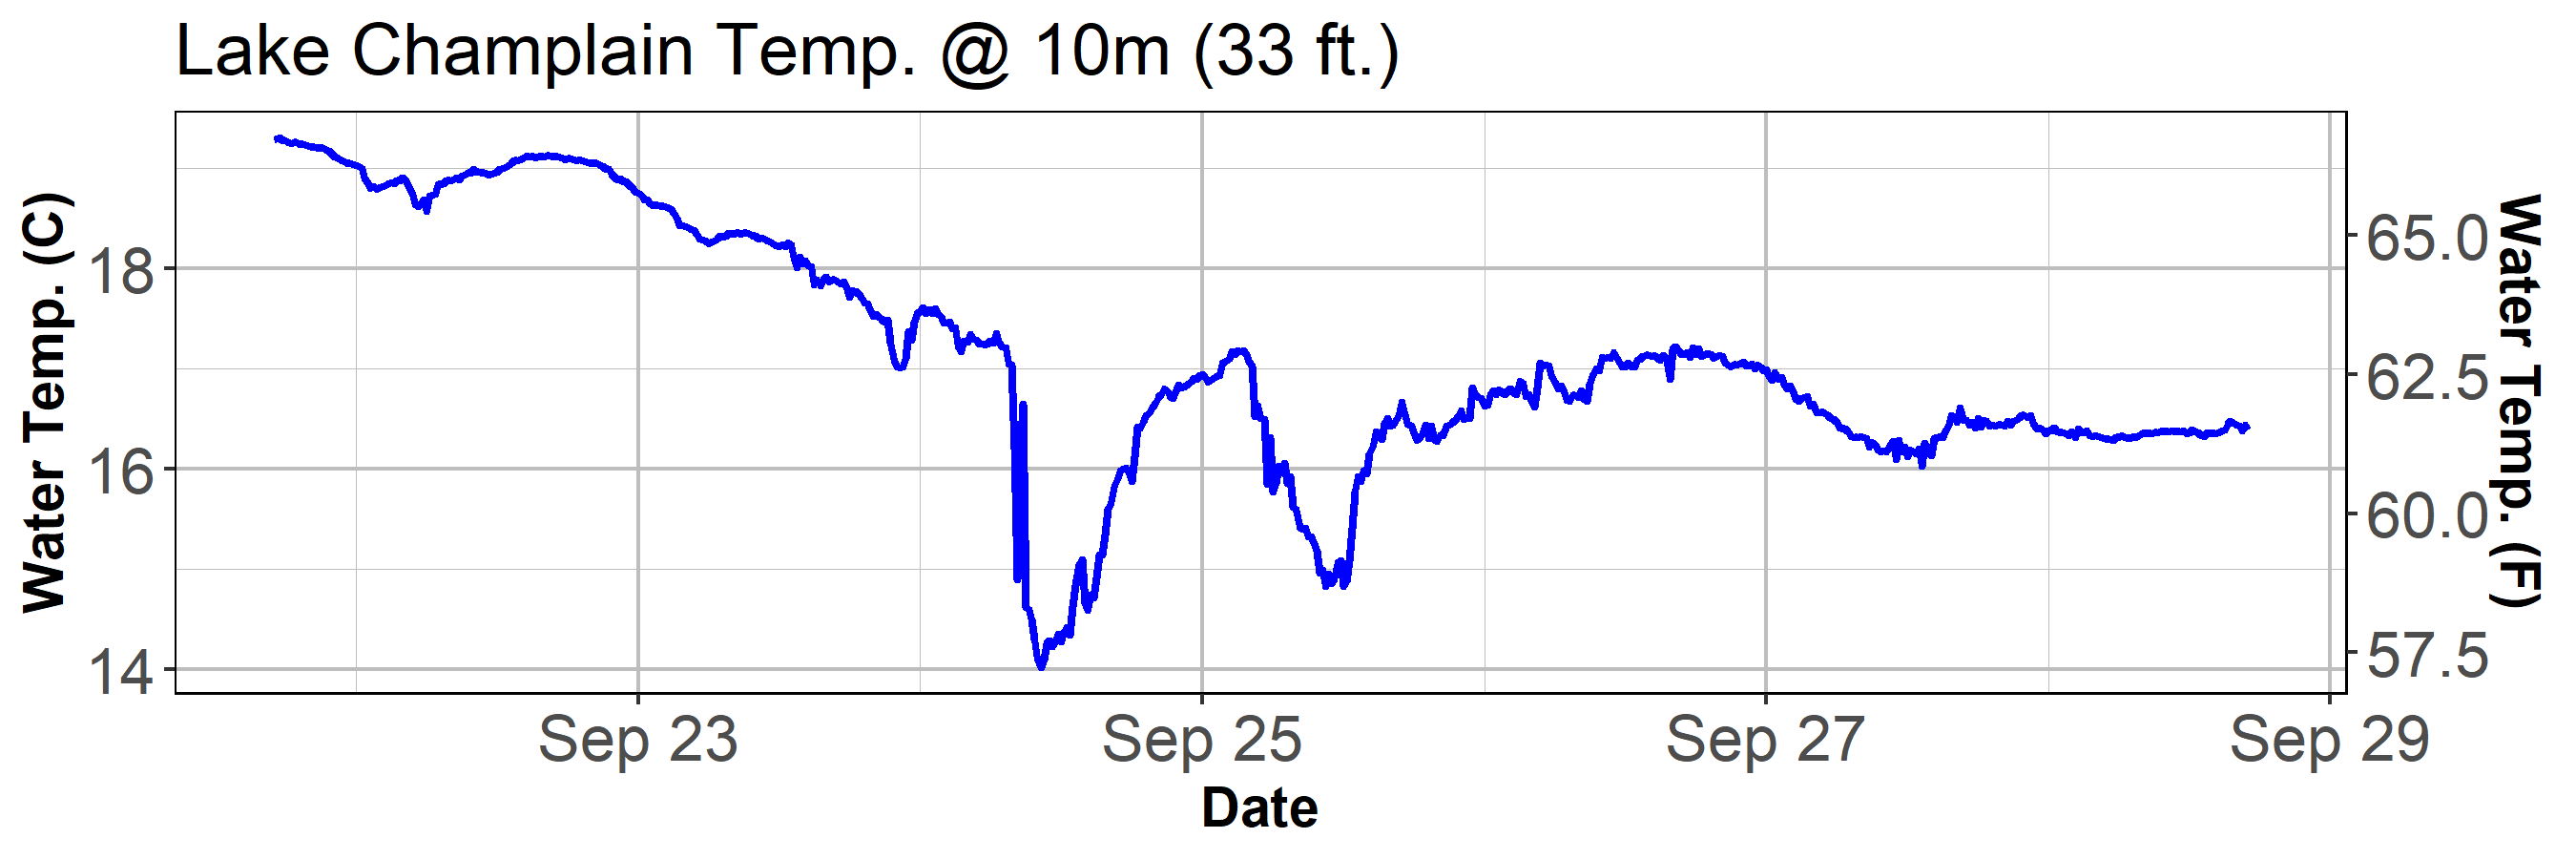 Lake Champlain Temp. @ 10m (33 ft.)
Water Temp. (C)
18
16
14
65.0
62.5
60.0
57.5
Water Temp. (F)
Sep 23
Sep 25
Sep 27
Sep 29
Date